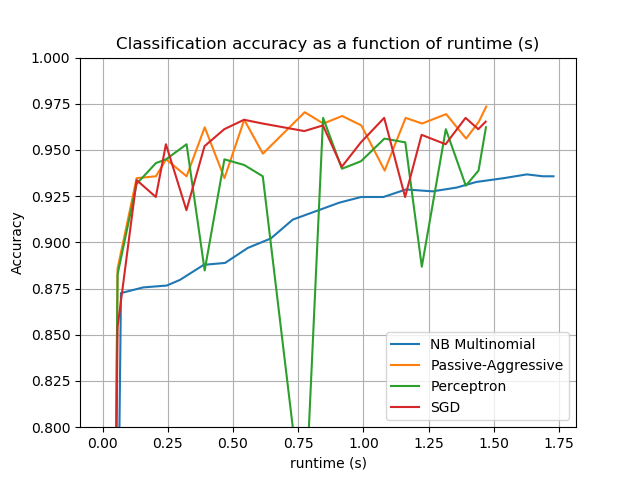 Classification accuracy as a function of runtime (s)
1.000
0.975
0.950
0.925
0.900
0.875
0.850
0.825
0.800
Accuracy
NB Multinomial
Passive-Aggressive
Perceptron
SGD
0.00 0.25 0.50 0.75 1.00 1.25 1.50 1.75
runtime (s)